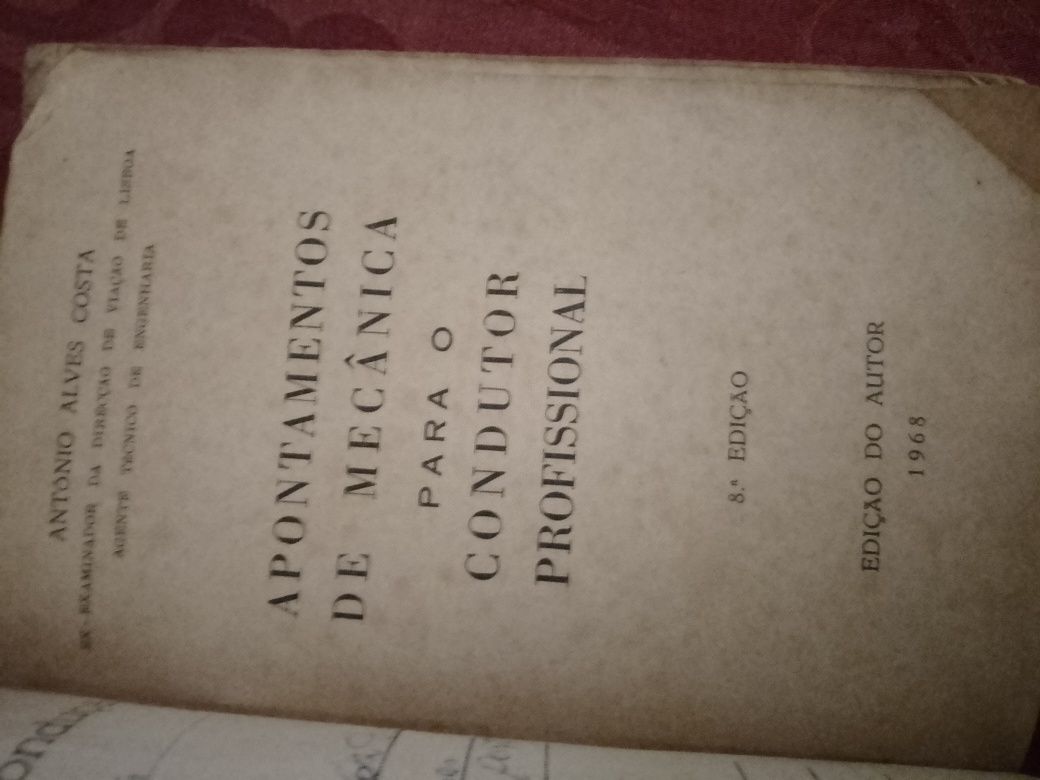 ANTÓNIO ALVES COSTA
EX-EXAMINADOR DA DIRECÇÃO DE VIAÇÃO DE LISBOA
AGENTE TÉCNICO DE ENGENHARIA
APONTAMENTOS
DE MECÂNICA
PARA O
CONDUTOR
PROFISSIONAL
8.ª EDIÇÃO
EDIÇÃO DO AUTOR
1968